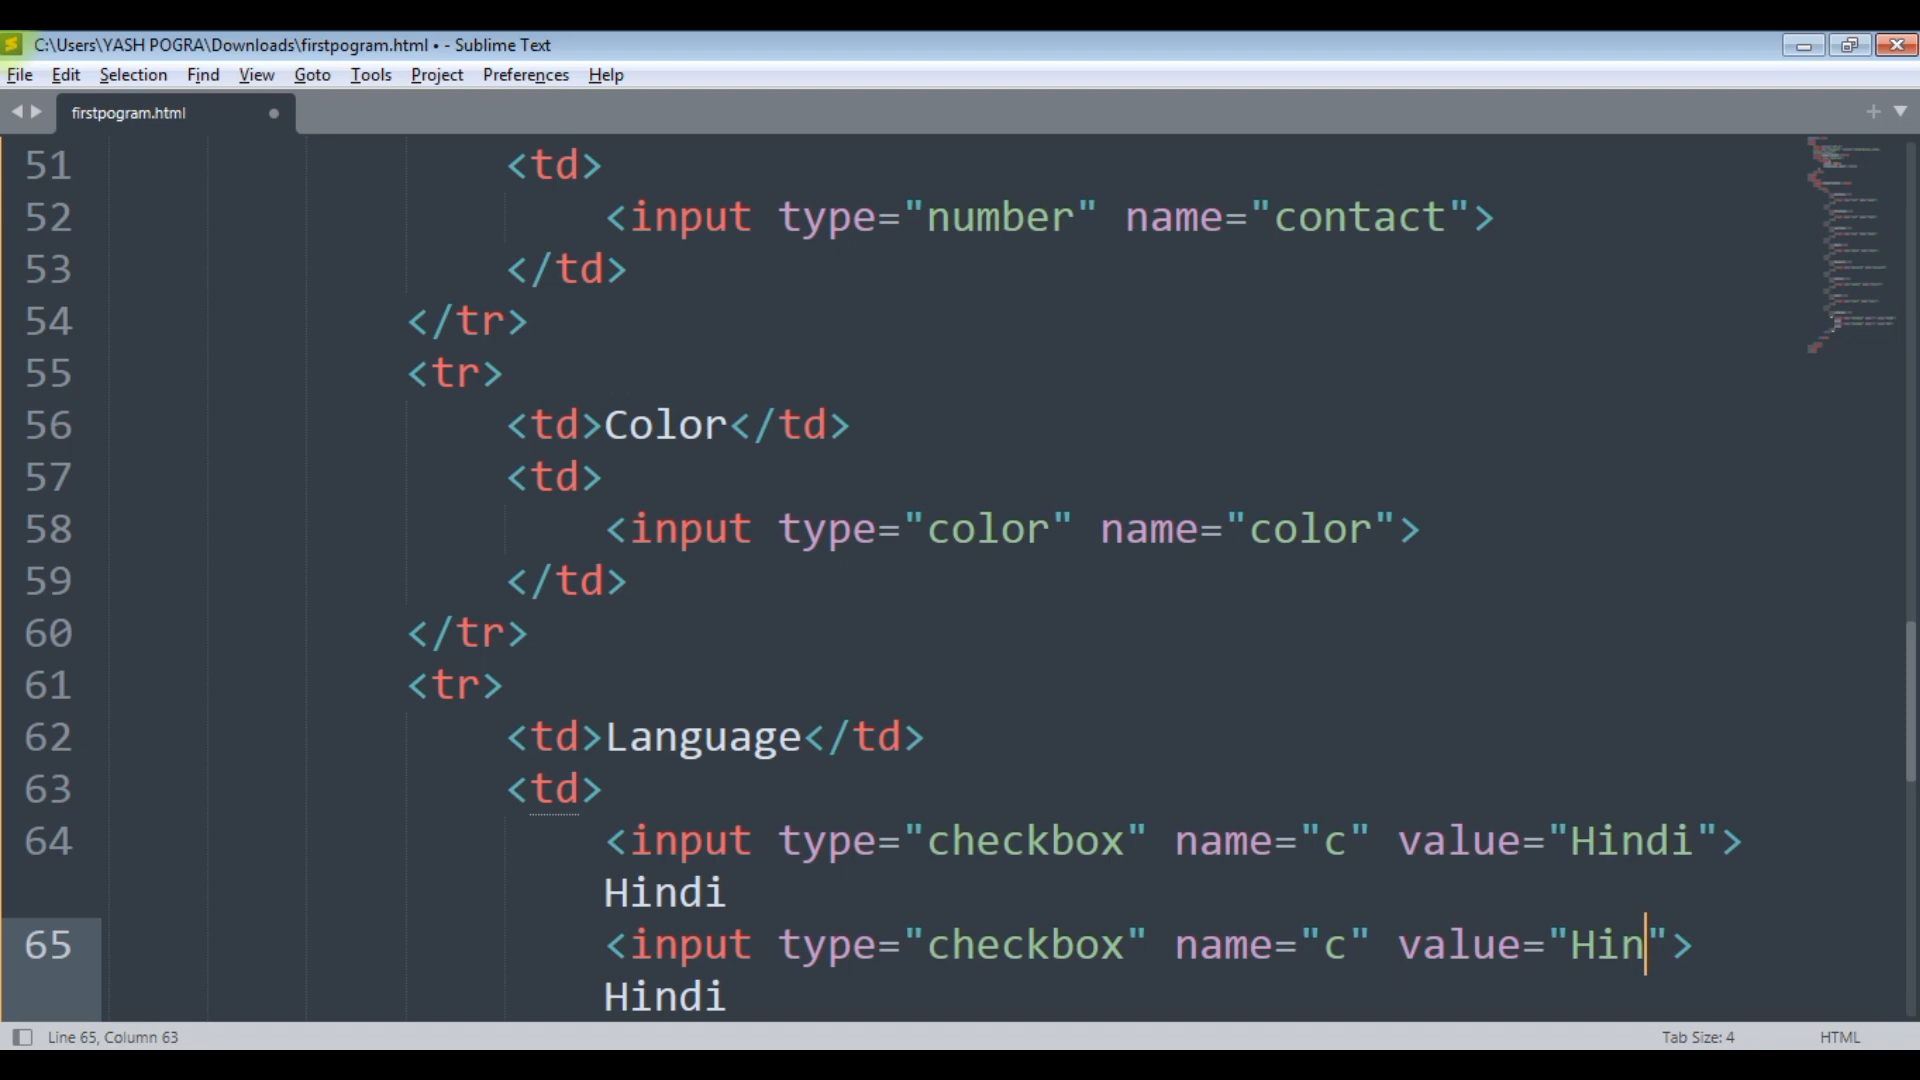 C:\Users\YASH POGRA\Downloads\firstpogram.html • - Sublime Text
File Edit Selection Find View Goto Tools Project Preferences Help
firstpogram.html
51 <td>
52 <input type="number" name="contact">
53 </td>
54 </tr>
55 <tr>
56 <td>Color</td>
57 <td>
58 <input type="color" name="color">
59 </td>
60 </tr>
61 <tr>
62 <td>Language</td>
63 <td>
64 <input type="checkbox" name="c" value="Hindi">
Hindi
65 <input type="checkbox" name="c" value="Hin">
Hindi
Line 65, Column 63 Tab Size: 4 HTML